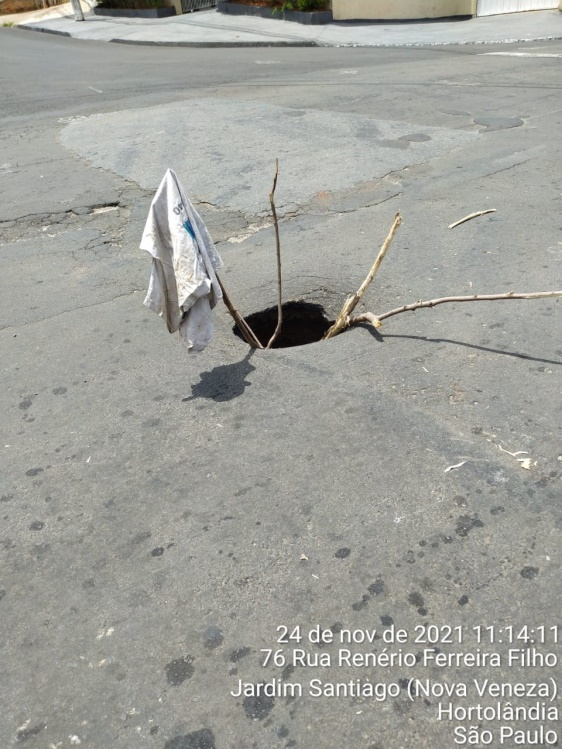 24 de nov de 2021 11:14:11
76 Rua Renério Ferreira Filho
Jardim Santiago (Nova Veneza)
Hortolândia
São Paulo